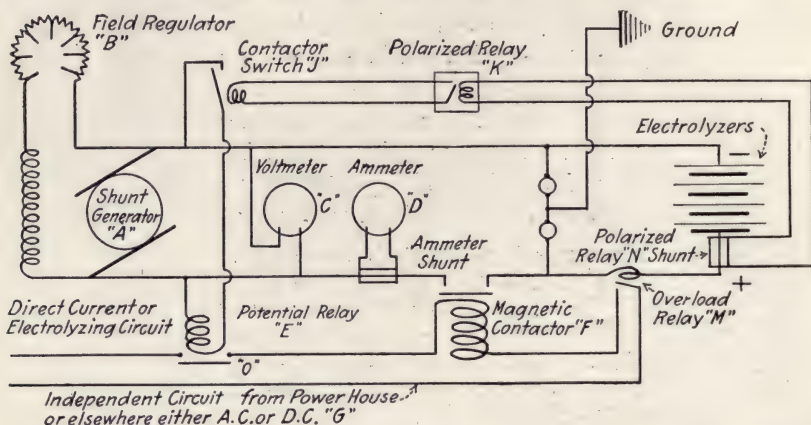 Field Regulator
"B"
Contactor
Switch "J"
Polarized Relay
"K"
Ground
Electrolyzers
Shunt
Generator
"A"
Voltmeter
"C"
Ammeter
"D"
Ammeter
Shunt
Polarized
Relay "N" Shunt
−
+
Direct Current or
Electrolyzing Circuit
Potential Relay
"E"
"O"
Magnetic
Contactor "F"
Overload
Relay "M"
Independent Circuit from Power House
or elsewhere either A.C. or D.C. "G"